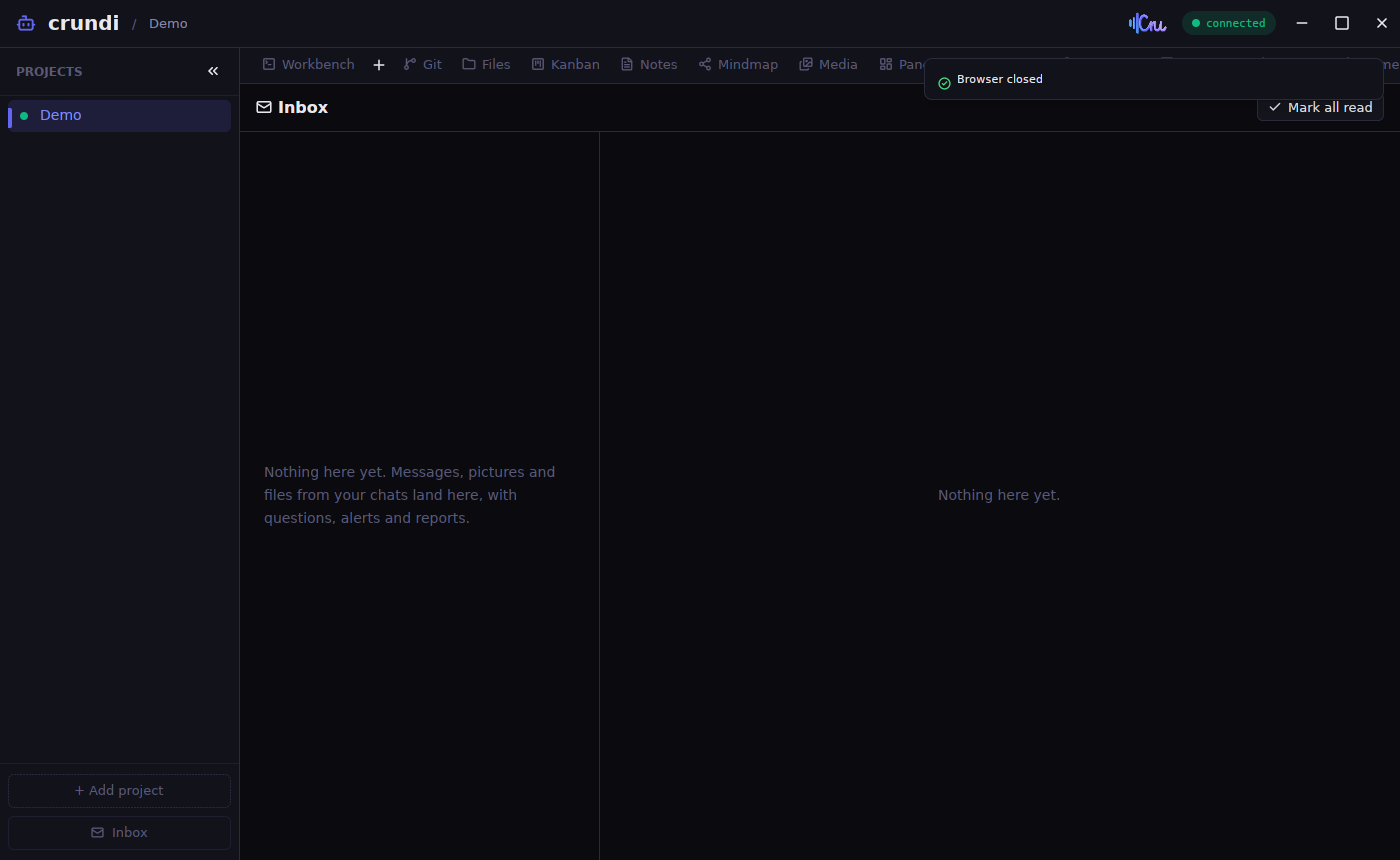 crundi / Demo
Cru
connected
PROJECTS
Workbench
Git
Files
Kanban
Notes
Mindmap
Media
Browser closed
Demo
Inbox
Mark all read
Nothing here yet. Messages, pictures and
files from your chats land here, with
questions, alerts and reports.
Nothing here yet.
+ Add project
Inbox